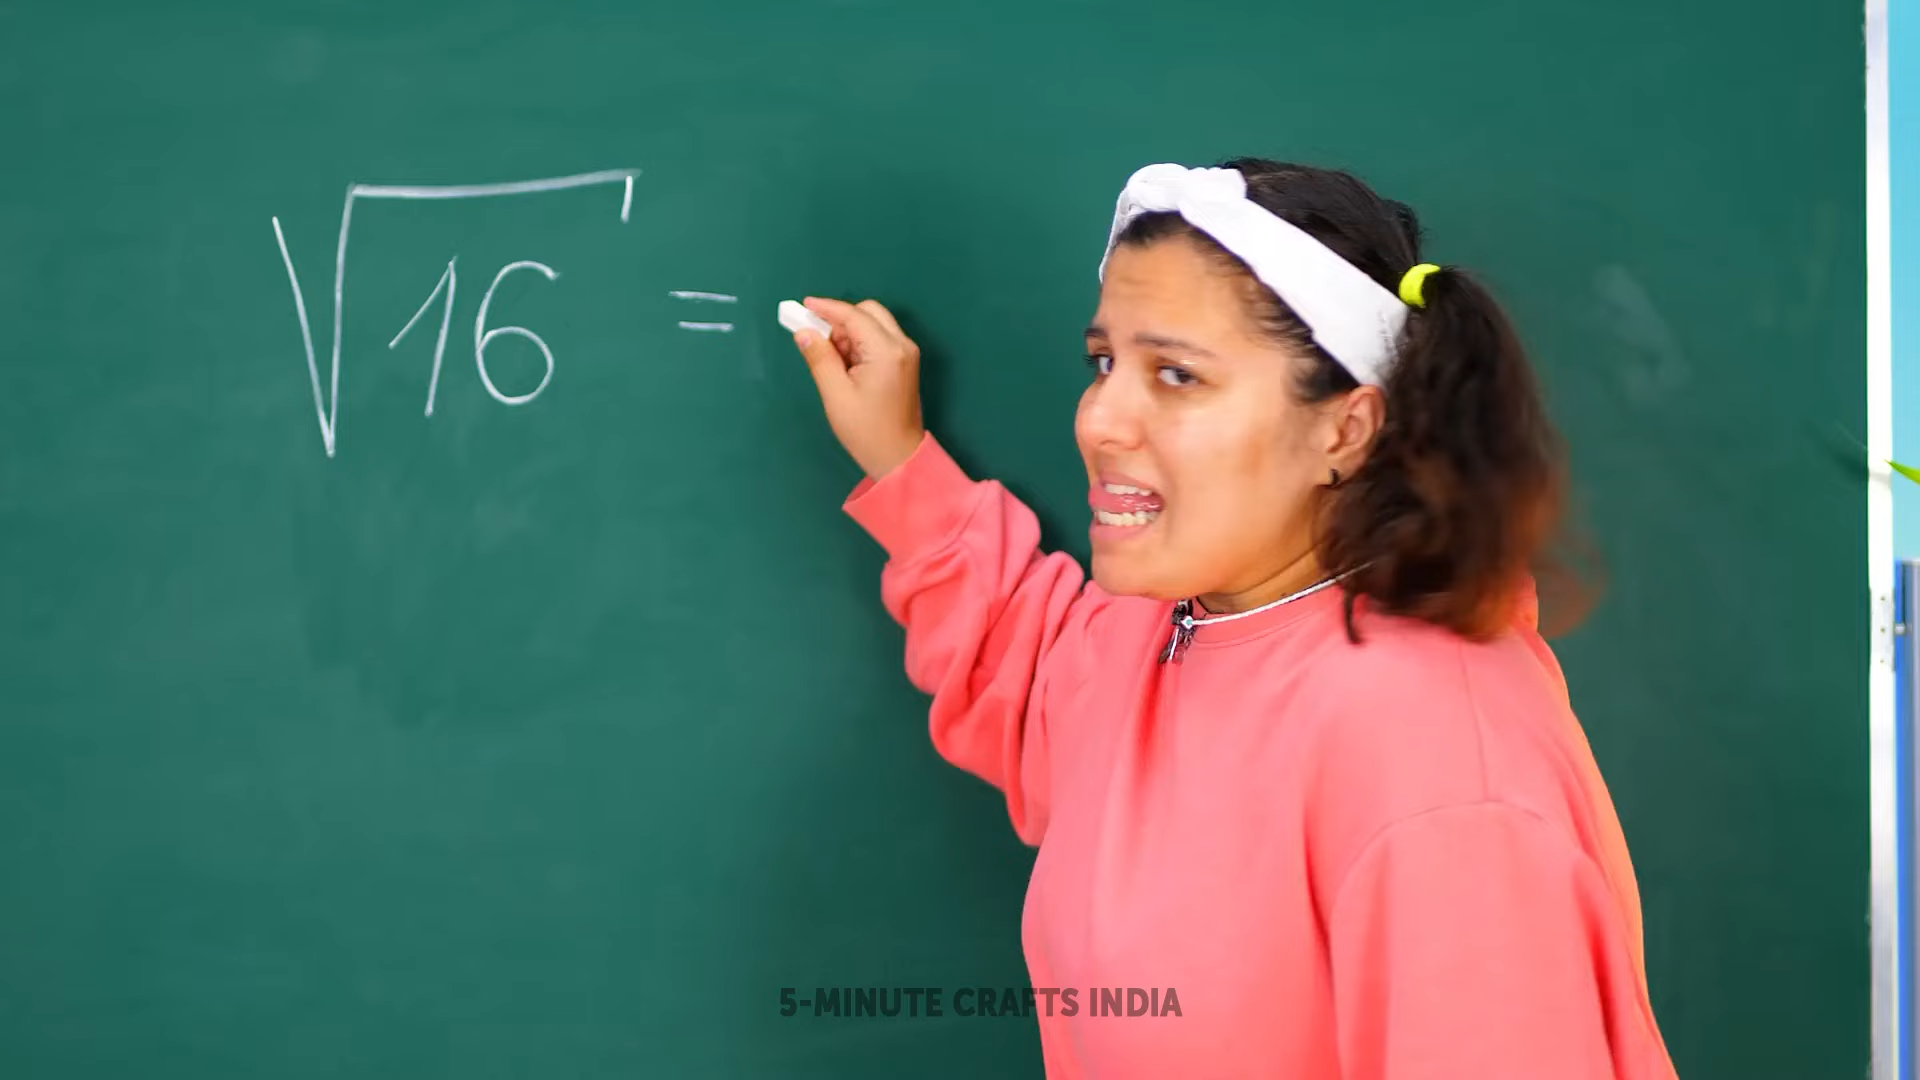 √16 =
5-MINUTE CRAFTS INDIA